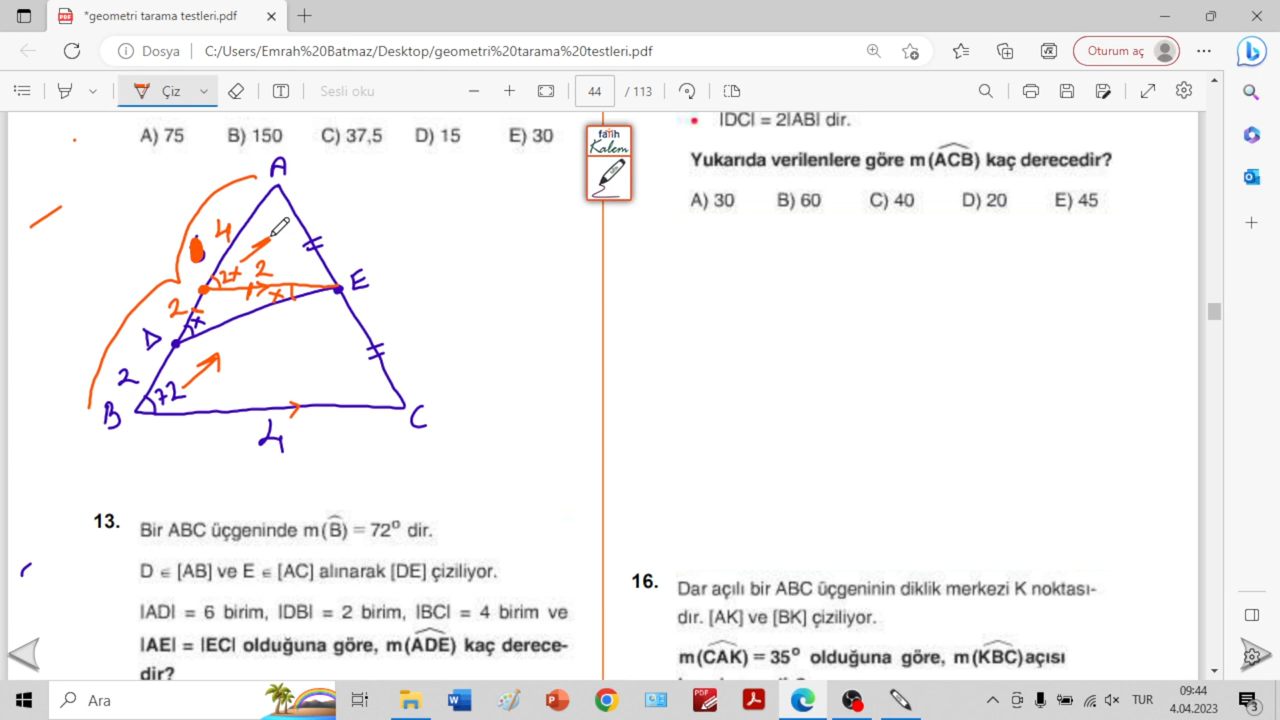 *geometri tarama testleri.pdf
Dosya
C:/Users/Emrah%20Batmaz/Desktop/geometri%20tarama%20testleri.pdf
Oturum aç
Çiz
Sesli oku
44
/ 113
A) 75 B) 150 C) 37,5 D) 15 E) 30
fatih
Kalem
A
4
2x
2
E
2
x
x
D
2
72
B
C
4
13. Bir ABC üçgeninde m(B) = 72° dir.
D ∈ [AB] ve E ∈ [AC] alınarak [DE] çiziliyor.
|AD| = 6 birim, |DB| = 2 birim, |BC| = 4 birim ve
|AE| = |EC| olduğuna göre, m(ADE) kaç derece-
dir?
|DC| = 2|AB| dir.
Yukarıda verilenlere göre m(ACB) kaç derecedir?
A) 30 B) 60 C) 40 D) 20 E) 45
16. Dar açılı bir ABC üçgeninin diklik merkezi K noktası-
dır. [AK] ve [BK] çiziliyor.
m(CAK) = 35° olduğuna göre, m(KBC) açısı
Ara
TUR
09:44
4.04.2023
3